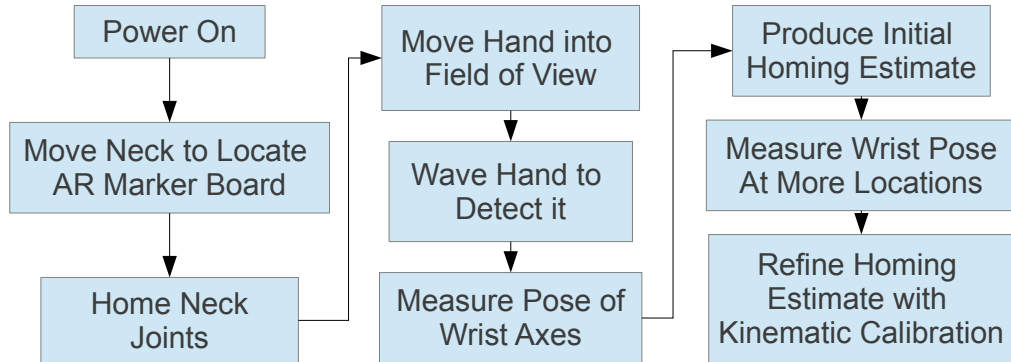 Power On
Move Neck to Locate
AR Marker Board
Home Neck
Joints
Move Hand into
Field of View
Wave Hand to
Detect it
Measure Pose of
Wrist Axes
Produce Initial
Homing Estimate
Measure Wrist Pose
At More Locations
Refine Homing
Estimate with
Kinematic Calibration